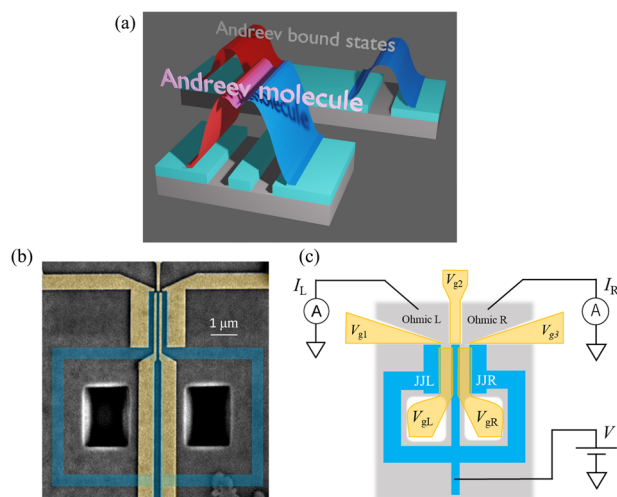 (a)
Andreev bound states
Andreev molecule
(b)
1 μm
(c)
I_L
I_R
A
A
V_g2
Ohmic L
Ohmic R
V_g1
V_g3
JJL
JJR
V_gL
V_gR
V